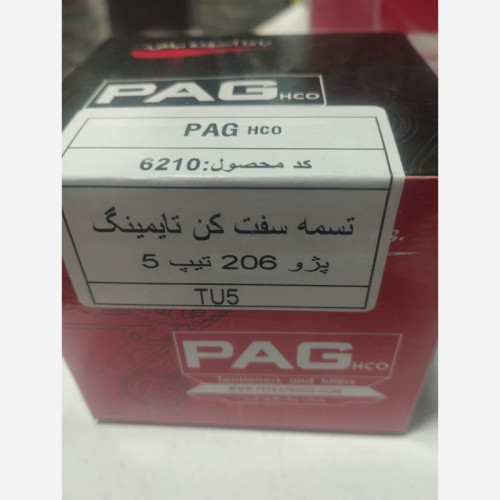 PAG HCO
PAG HCO
کد محصول:6210
تسمه سفت کن تایمینگ
پژو 206 تیپ 5
TU5
PAG HCO
Tensioners and Idlers